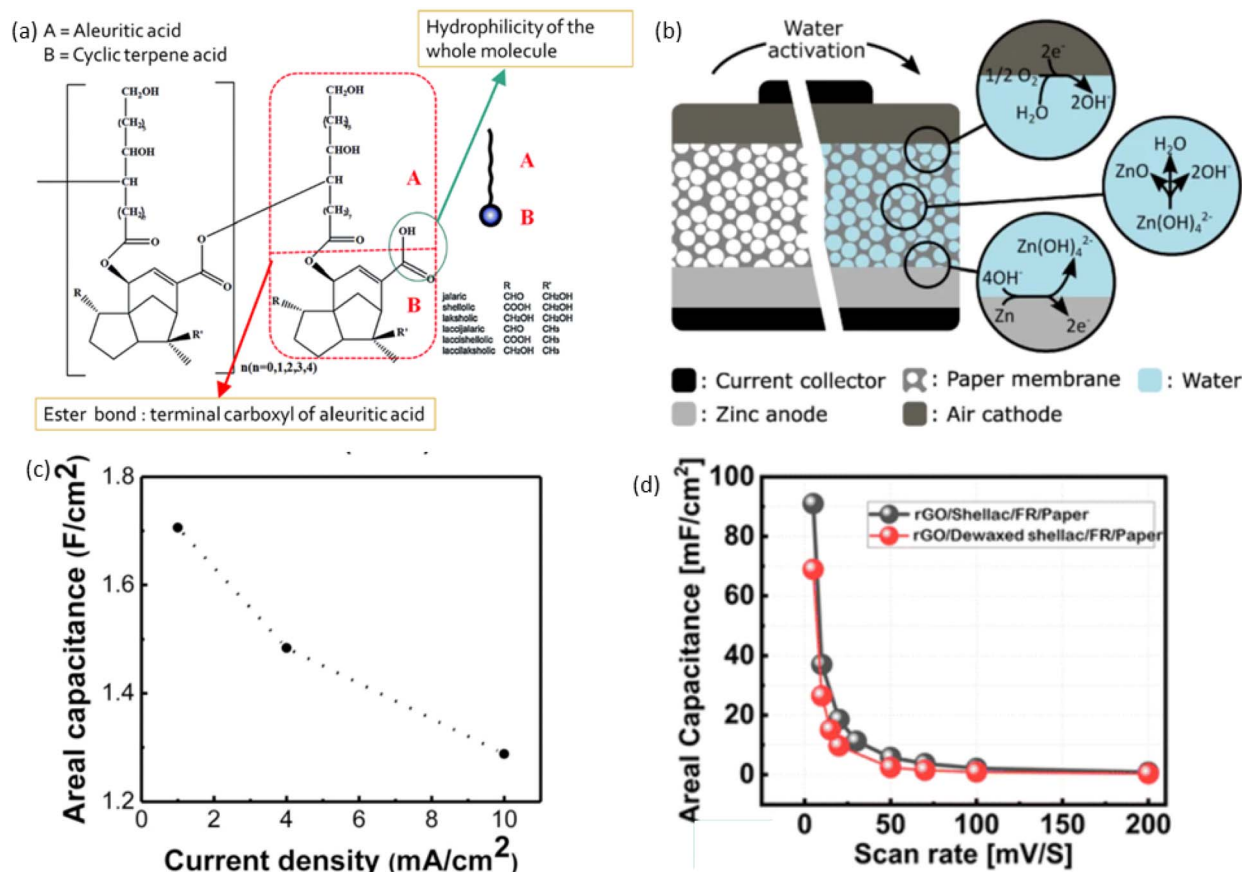 (a)
A = Aleuritic acid
B = Cyclic terpene acid
Hydrophilicity of the
whole molecule
CH₂OH
CHOH
H
O
O
O
R
R'
n(n=0,1,2,3,4)
CH₂OH
CHOH
H
O
O
OH
O
R
R'
A
B
A
B
R R'
jalaric CHO CH₂OH
shellolic COOH CH₂OH
laksholic CH₂OH CH₂OH
laccijalaric CHO CH₃
laccishellolic COOH CH₃
laccilaksholic CH₂OH CH₃
Ester bond : terminal carboxyl of aleuritic acid
(b)
Water
activation
2e⁻
1/2 O₂
H₂O
2OH⁻
H₂O
ZnO
2OH⁻
Zn(OH)₄²⁻
Zn(OH)₄²⁻
4OH⁻
Zn
2e⁻
: Current collector
: Paper membrane
: Water
: Zinc anode
: Air cathode
(c)
Areal capacitance (F/cm²)
1.8
1.6
1.4
1.2
0 2 4 6 8 10
Current density (mA/cm²)
(d)
Areal Capacitance [mF/cm²]
100
80
60
40
20
0
rGO/Shellac/FR/Paper
rGO/Dewaxed shellac/FR/Paper
0 50 100 150 200
Scan rate [mV/S]